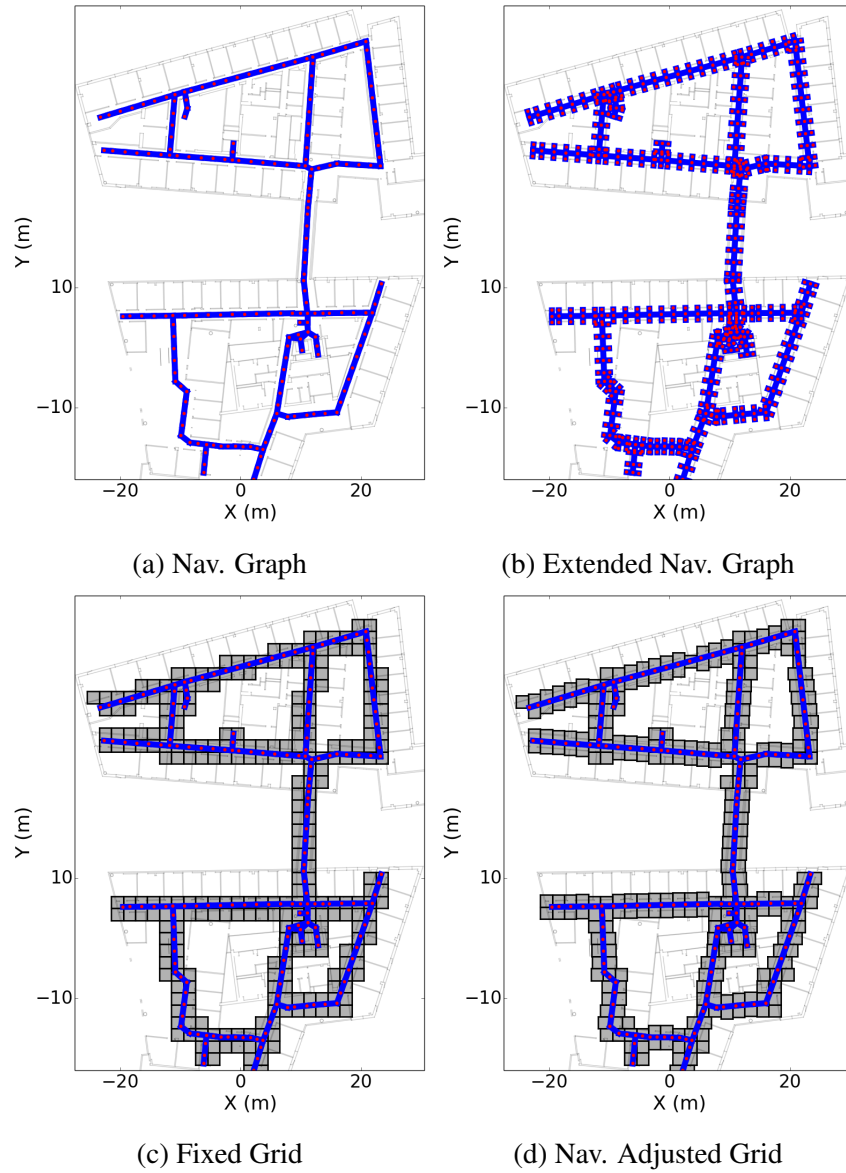 Y (m)
10
−10
−20
0
20
X (m)
(a) Nav. Graph
Y (m)
10
−10
−20
0
20
X (m)
(b) Extended Nav. Graph
Y (m)
10
−10
−20
0
20
X (m)
(c) Fixed Grid
Y (m)
10
−10
−20
0
20
X (m)
(d) Nav. Adjusted Grid